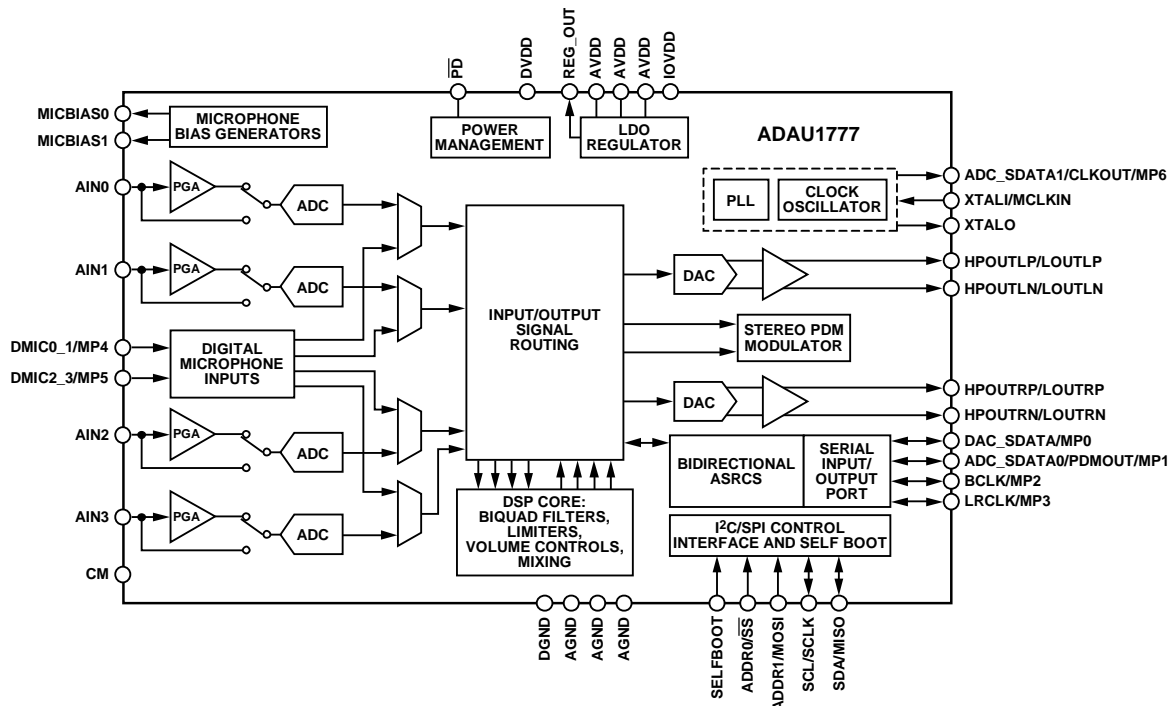 PD
DVDD
REG_OUT
AVDD
AVDD
AVDD
IOVDD
MICBIAS0
MICBIAS1
MICROPHONE
BIAS GENERATORS
POWER
MANAGEMENT
LDO
REGULATOR
ADAU1777
AIN0
PGA
ADC
PLL
CLOCK
OSCILLATOR
ADC_SDATA1/CLKOUT/MP6
XTALI/MCLKIN
XTALO
AIN1
PGA
ADC
DAC
HPOUTLP/LOUTLP
HPOUTLN/LOUTLN
INPUT/OUTPUT
SIGNAL
ROUTING
STEREO PDM
MODULATOR
DMIC0_1/MP4
DMIC2_3/MP5
DIGITAL
MICROPHONE
INPUTS
DAC
HPOUTRP/LOUTRP
HPOUTRN/LOUTRN
AIN2
PGA
ADC
BIDIRECTIONAL
ASRCS
SERIAL
INPUT/
OUTPUT
PORT
DAC_SDATA/MP0
ADC_SDATA0/PDMOUT/MP1
BCLK/MP2
LRCLK/MP3
AIN3
PGA
ADC
DSP CORE:
BIQUAD FILTERS,
LIMITERS,
VOLUME CONTROLS,
MIXING
I2C/SPI CONTROL
INTERFACE AND SELF BOOT
CM
DGND
AGND
AGND
AGND
SELFBOOT
ADDR0/SS
ADDR1/MOSI
SCL/SCLK
SDA/MISO